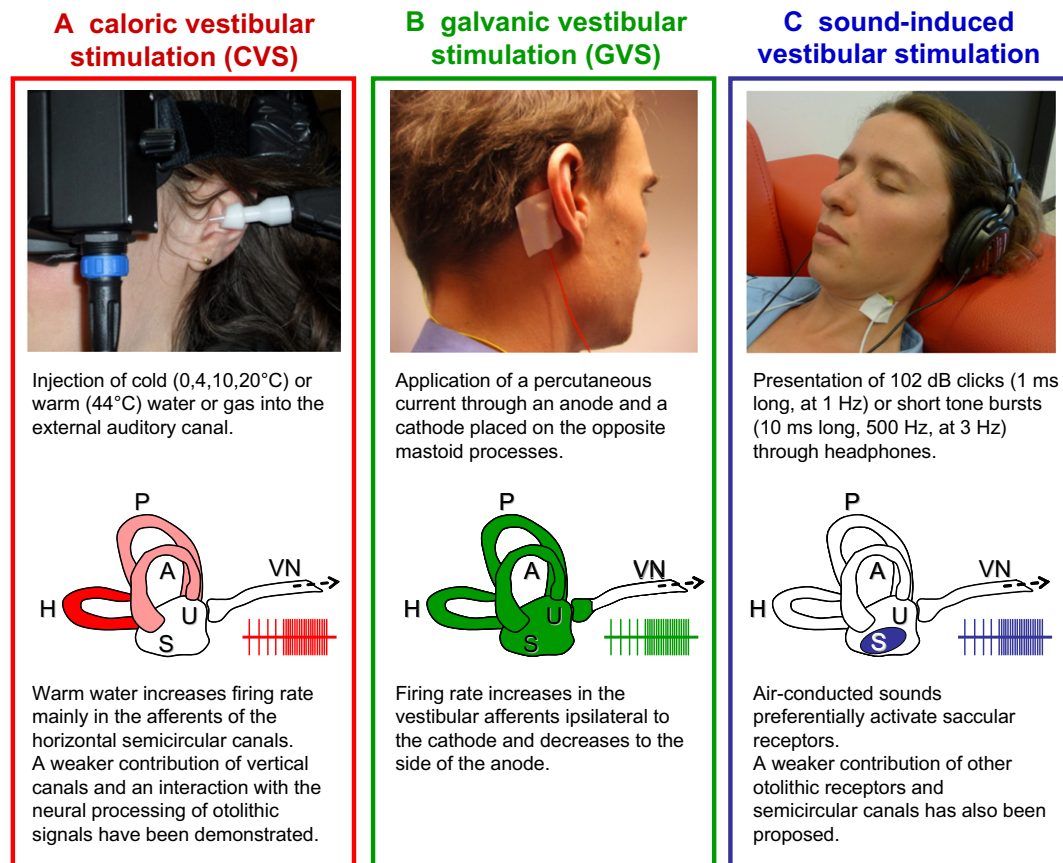 A caloric vestibular
stimulation (CVS)
Injection of cold (0,4,10,20°C) or
warm (44°C) water or gas into the
external auditory canal.
P
A
VN
H
U
S
Warm water increases firing rate
mainly in the afferents of the
horizontal semicircular canals.
A weaker contribution of vertical
canals and an interaction with the
neural processing of otolithic
signals have been demonstrated.
B galvanic vestibular
stimulation (GVS)
Application of a percutaneous
current through an anode and a
cathode placed on the opposite
mastoid processes.
P
A
VN
H
U
S
Firing rate increases in the
vestibular afferents ipsilateral to
the cathode and decreases to the
side of the anode.
C sound-induced
vestibular stimulation
Presentation of 102 dB clicks (1 ms
long, at 1 Hz) or short tone bursts
(10 ms long, 500 Hz, at 3 Hz)
through headphones.
P
A
VN
H
U
S
Air-conducted sounds
preferentially activate saccular
receptors.
A weaker contribution of other
otolithic receptors and
semicircular canals has also been
proposed.